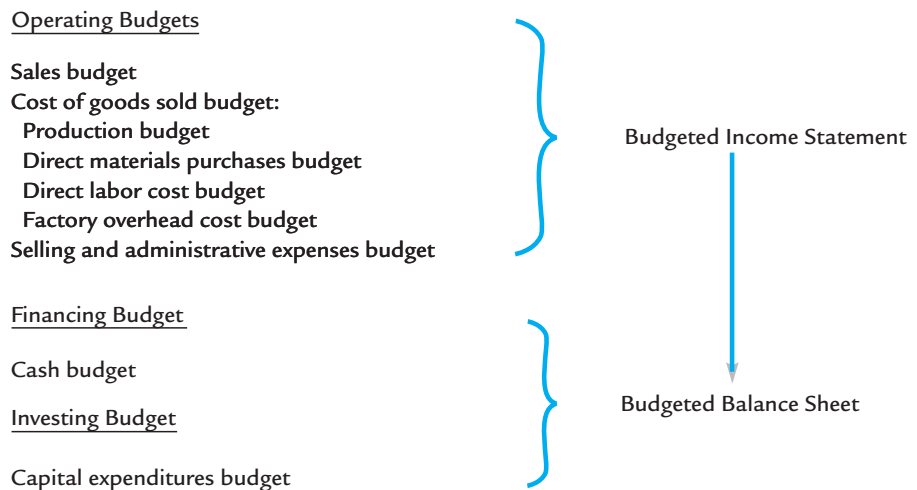 Operating Budgets
Sales budget
Cost of goods sold budget:
Production budget
Direct materials purchases budget
Direct labor cost budget
Factory overhead cost budget
Selling and administrative expenses budget
Budgeted Income Statement
Financing Budget
Cash budget
Investing Budget
Capital expenditures budget
Budgeted Balance Sheet